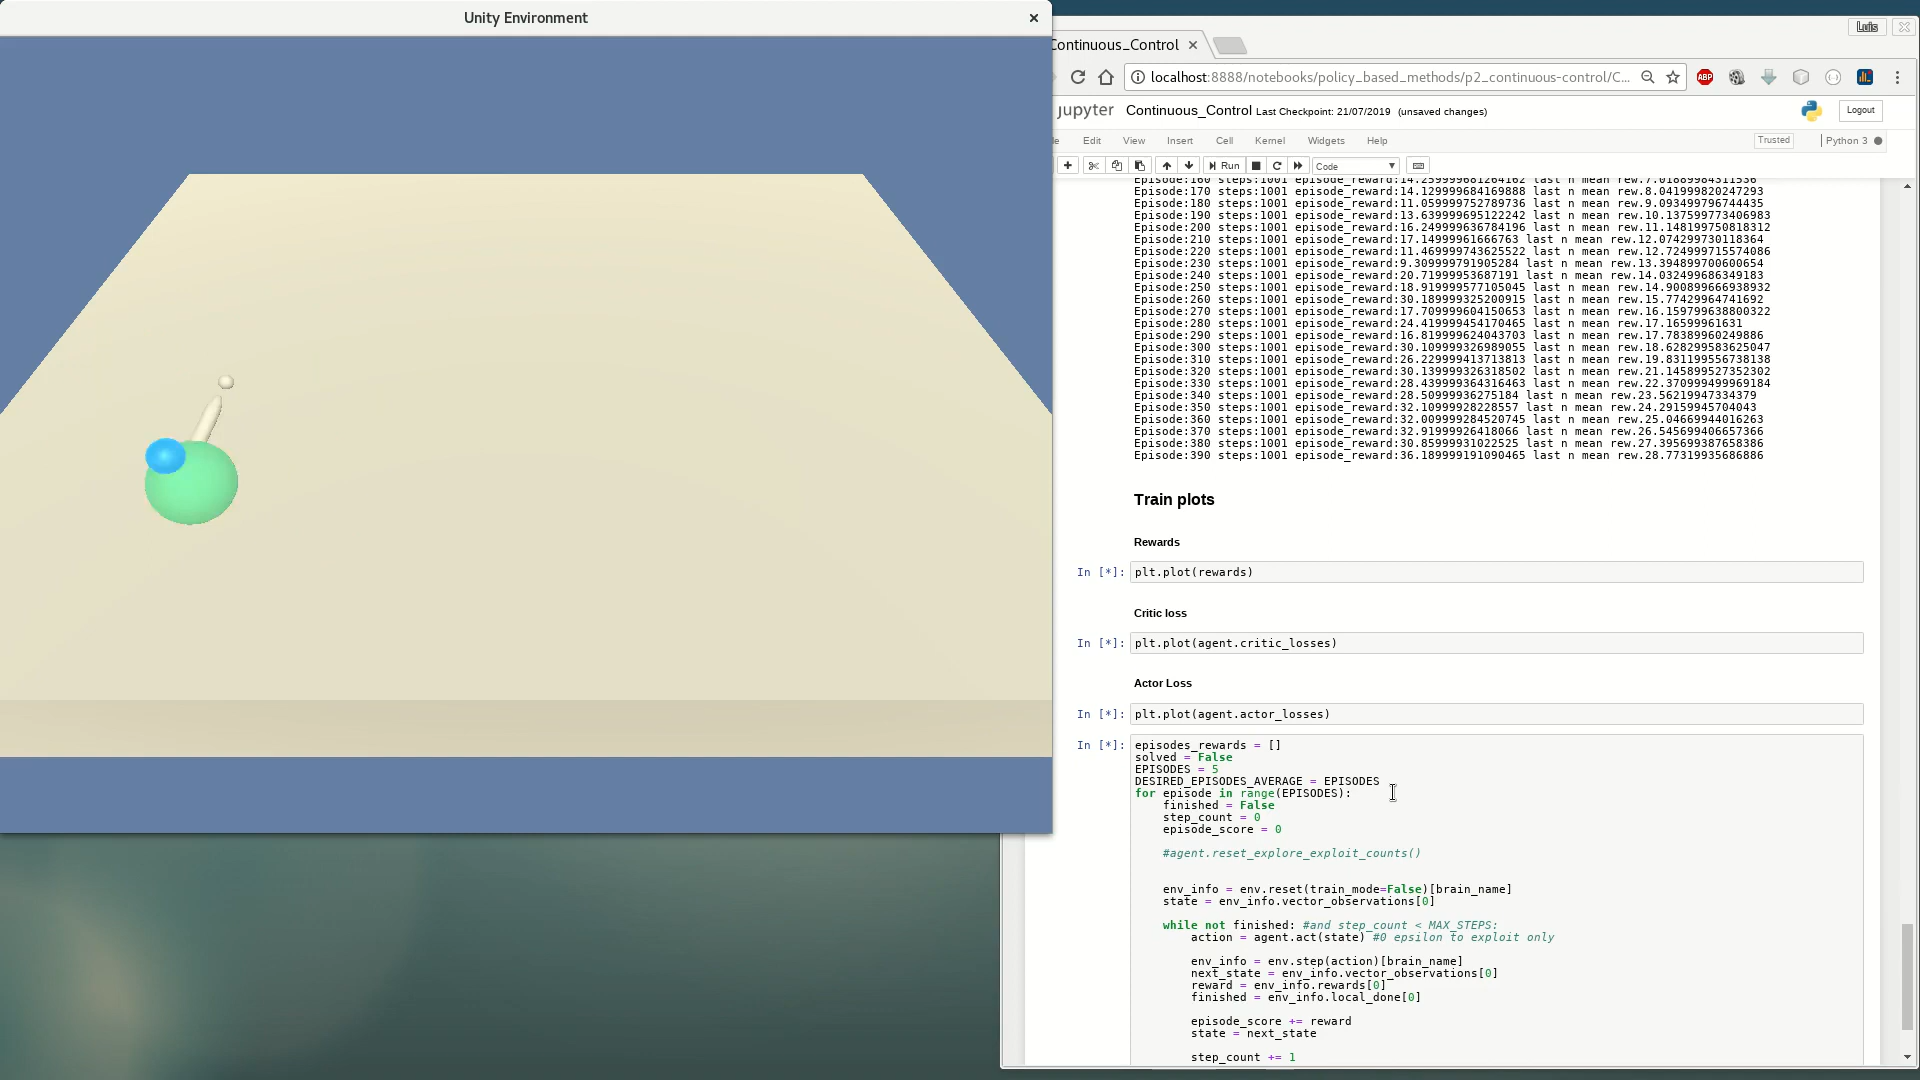 Unity Environment
Luis
Continuous_Control
localhost:8888/notebooks/policy_based_methods/p2_continuous-control/C...
ABP
jupyter Continuous_Control Last Checkpoint: 21/07/2019 (unsaved changes)
Logout
Edit View Insert Cell Kernel Widgets Help
Trusted
Python 3
Run
Code
Episode:160 steps:1001 episode_reward:14.259999681264162 last n mean rew.7.01889984311536
Episode:170 steps:1001 episode_reward:14.129999684169888 last n mean rew.8.041999820247293
Episode:180 steps:1001 episode_reward:11.059999752789736 last n mean rew.9.093499796744435
Episode:190 steps:1001 episode_reward:13.639999695122242 last n mean rew.10.137599773406983
Episode:200 steps:1001 episode_reward:16.249999636784196 last n mean rew.11.148199750818312
Episode:210 steps:1001 episode_reward:17.14999961666763 last n mean rew.12.074299730118364
Episode:220 steps:1001 episode_reward:11.469999743625522 last n mean rew.12.724999715574086
Episode:230 steps:1001 episode_reward:9.309999791905284 last n mean rew.13.394899700600654
Episode:240 steps:1001 episode_reward:20.71999953687191 last n mean rew.14.032499686349183
Episode:250 steps:1001 episode_reward:18.919999577105045 last n mean rew.14.900899666938932
Episode:260 steps:1001 episode_reward:30.189999325200915 last n mean rew.15.77429964741692
Episode:270 steps:1001 episode_reward:17.709999604150653 last n mean rew.16.159799638800322
Episode:280 steps:1001 episode_reward:24.419999454170465 last n mean rew.17.16599961631
Episode:290 steps:1001 episode_reward:16.819999624043703 last n mean rew.17.78389960249886
Episode:300 steps:1001 episode_reward:30.109999326989055 last n mean rew.18.628299583625047
Episode:310 steps:1001 episode_reward:26.229999413713813 last n mean rew.19.831199556738138
Episode:320 steps:1001 episode_reward:30.139999326318502 last n mean rew.21.145899527352302
Episode:330 steps:1001 episode_reward:28.439999364316463 last n mean rew.22.370999499969184
Episode:340 steps:1001 episode_reward:28.50999936275184 last n mean rew.23.56219947334379
Episode:350 steps:1001 episode_reward:32.10999928228557 last n mean rew.24.29159945704043
Episode:360 steps:1001 episode_reward:32.009999284520745 last n mean rew.25.04669944016263
Episode:370 steps:1001 episode_reward:32.91999926418066 last n mean rew.26.545699406657366
Episode:380 steps:1001 episode_reward:30.85999931022525 last n mean rew.27.395699387658386
Episode:390 steps:1001 episode_reward:36.189999191090465 last n mean rew.28.77319935686886
Train plots
Rewards
In [*]: plt.plot(rewards)
Critic loss
In [*]: plt.plot(agent.critic_losses)
Actor Loss
In [*]: plt.plot(agent.actor_losses)
In [*]: episodes_rewards = []
solved = False
EPISODES = 5
DESIRED_EPISODES_AVERAGE = EPISODES
for episode in range(EPISODES):
finished = False
step_count = 0
episode_score = 0
#agent.reset_explore_exploit_counts()
env_info = env.reset(train_mode=False)[brain_name]
state = env_info.vector_observations[0]
while not finished: #and step_count < MAX_STEPS:
action = agent.act(state) #0 epsilon to exploit only
env_info = env.step(action)[brain_name]
next_state = env_info.vector_observations[0]
reward = env_info.rewards[0]
finished = env_info.local_done[0]
episode_score += reward
state = next_state
step_count += 1